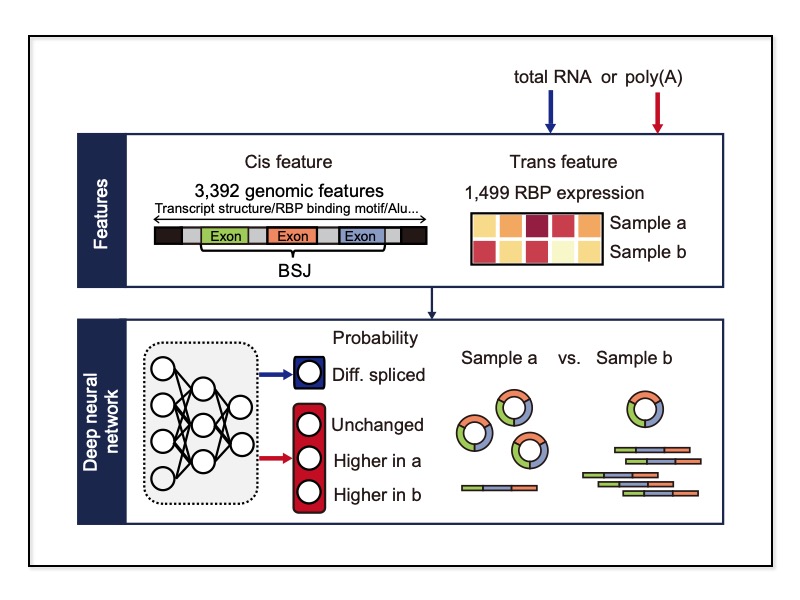 total RNA or poly(A)
Features
Cis feature
3,392 genomic features
Transcript structure/RBP binding motif/Alu...
Exon Exon Exon
BSJ
Trans feature
1,499 RBP expression
Sample a
Sample b
Deep neural
network
Probability
Diff. spliced
Unchanged
Higher in a
Higher in b
Sample a vs. Sample b